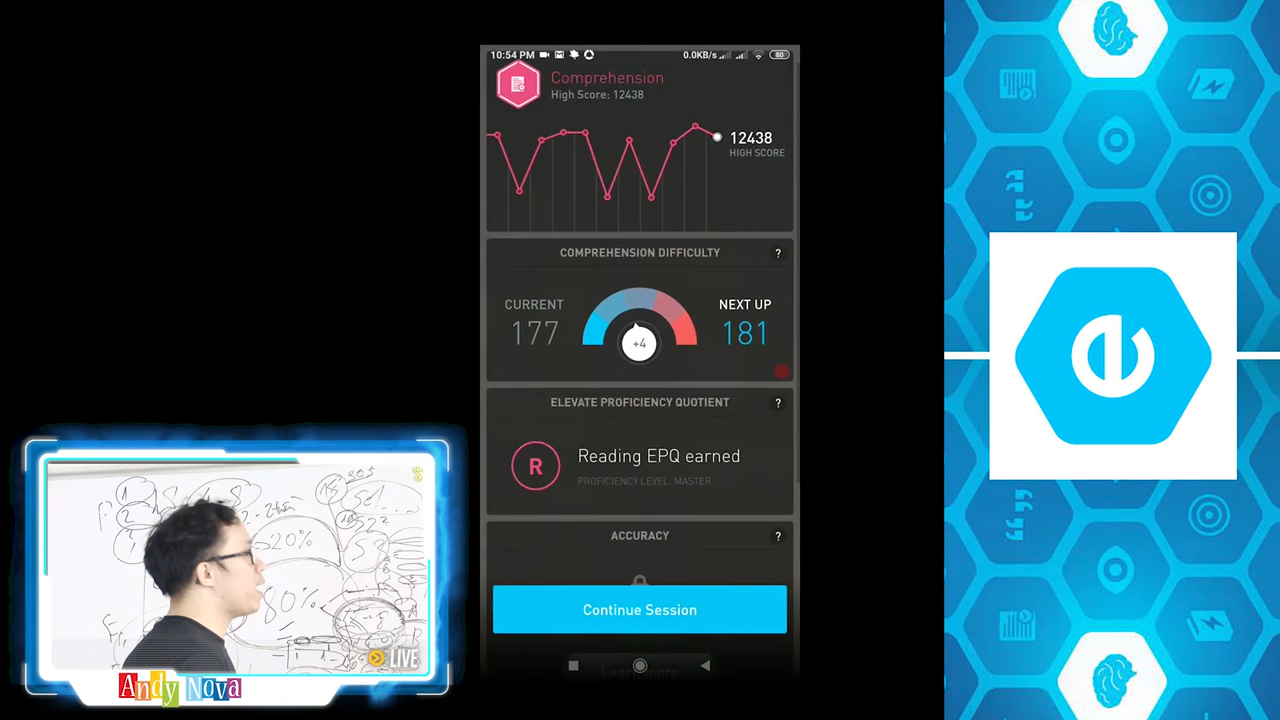 10:54 PM
0.0KB/s
80
Comprehension
High Score: 12438
12438
HIGH SCORE
COMPREHENSION DIFFICULTY
?
CURRENT
177
+4
NEXT UP
181
ELEVATE PROFICIENCY QUOTIENT
?
R
Reading EPQ earned
PROFICIENCY LEVEL: MASTER
ACCURACY
?
Continue Session
20%
80%
LIVE
Andy Nova
e